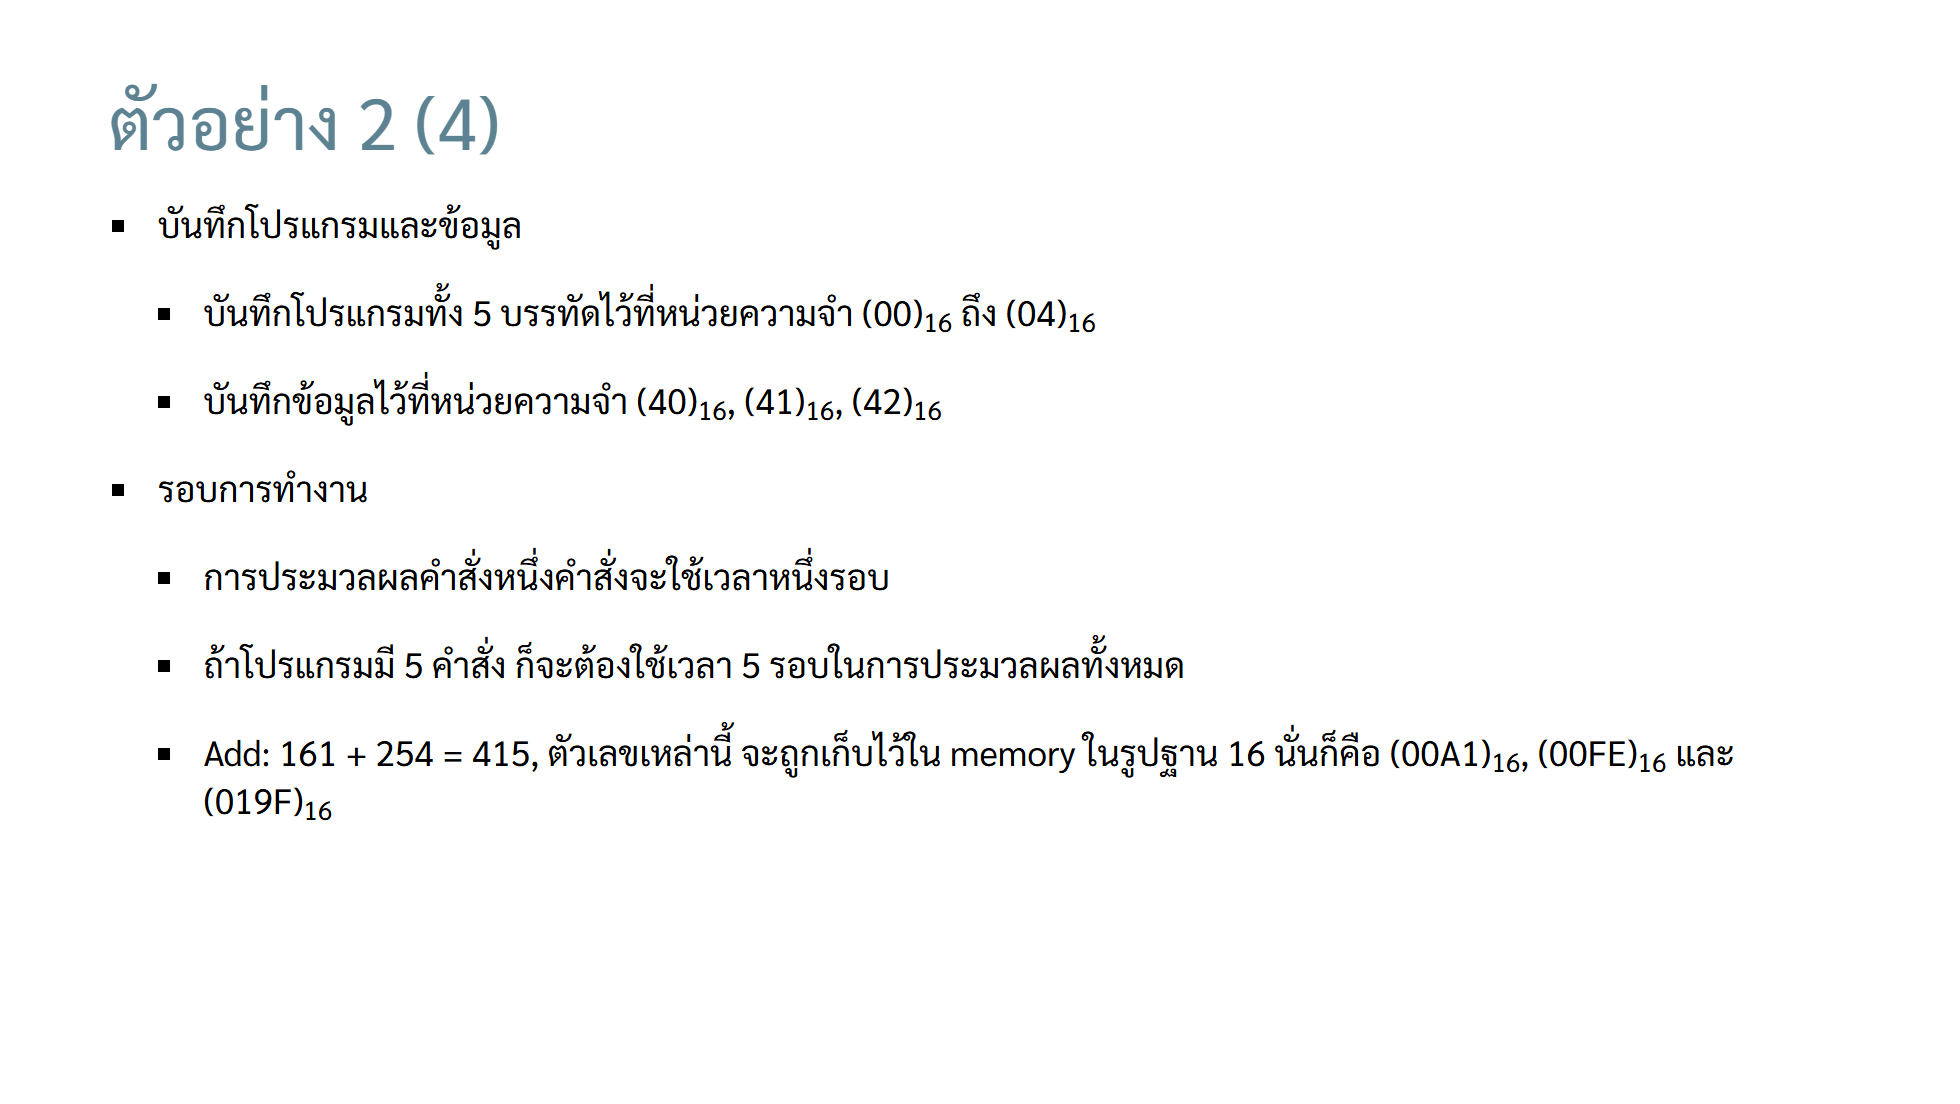 ตัวอย่าง 2 (4)
▪ บันทึกโปรแกรมและข้อมูล
▪ บันทึกโปรแกรมทั้ง 5 บรรทัดไว้ที่หน่วยความจำ (00)₁₆ ถึง (04)₁₆
▪ บันทึกข้อมูลไว้ที่หน่วยความจำ (40)₁₆, (41)₁₆, (42)₁₆
▪ รอบการทำงาน
▪ การประมวลผลคำสั่งหนึ่งคำสั่งจะใช้เวลาหนึ่งรอบ
▪ ถ้าโปรแกรมมี 5 คำสั่ง ก็จะต้องใช้เวลา 5 รอบในการประมวลผลทั้งหมด
▪ Add: 161 + 254 = 415, ตัวเลขเหล่านี้ จะถูกเก็บไว้ใน memory ในรูปฐาน 16 นั่นก็คือ (00A1)₁₆, (00FE)₁₆ และ
(019F)₁₆